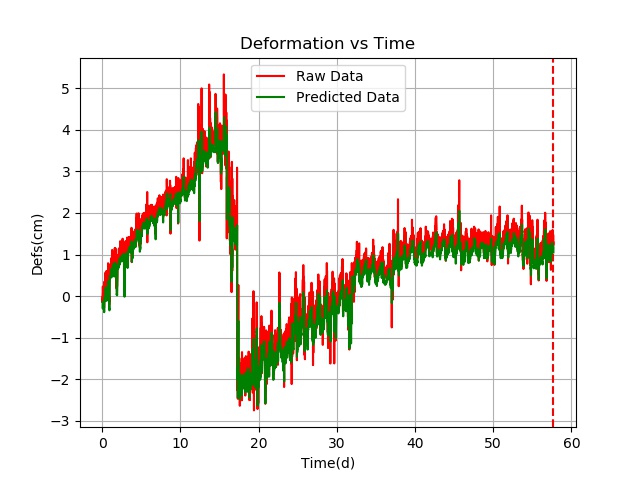 Deformation vs Time
Raw Data
Predicted Data
Defs(cm)
5
4
3
2
1
0
−1
−2
−3
0 10 20 30 40 50 60
Time(d)